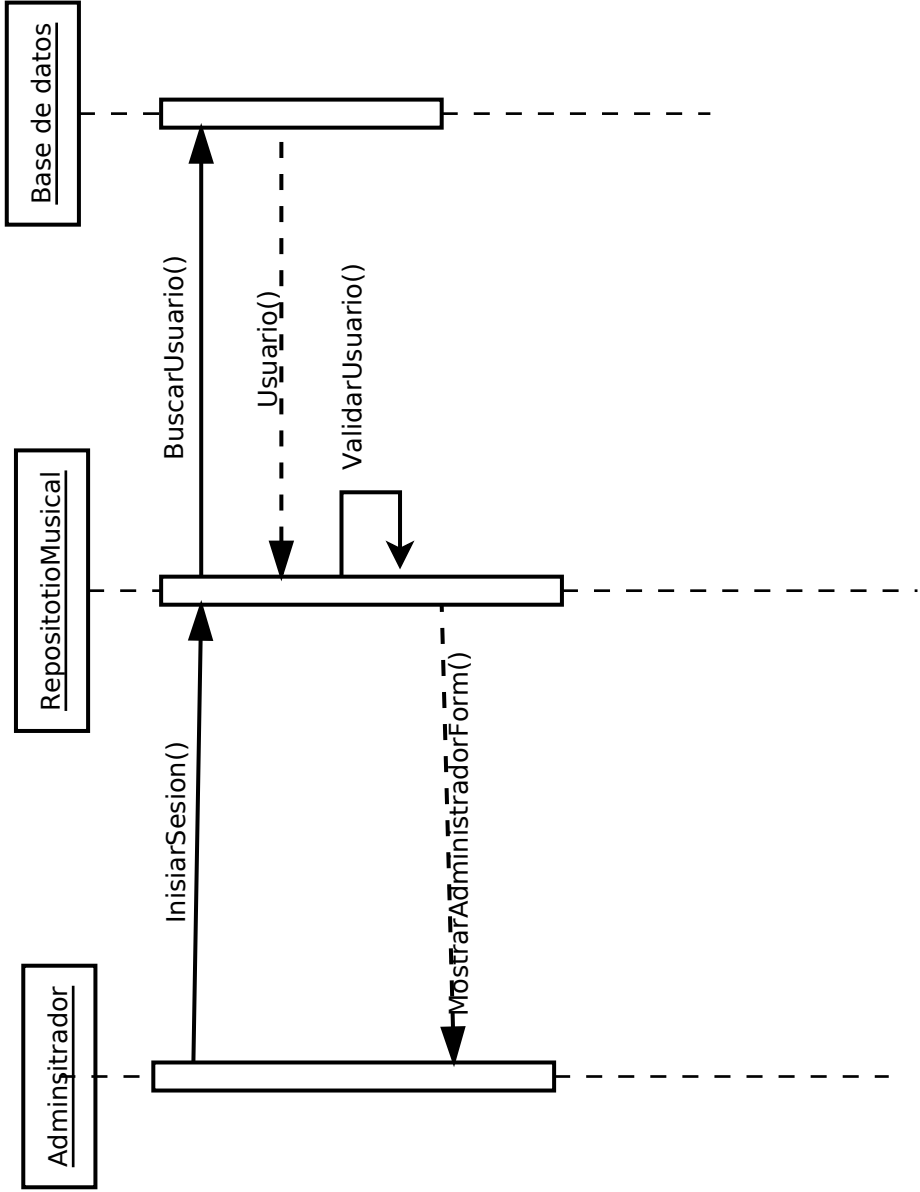 Adminsitrador
RepositotioMusical
Base de datos
InisiarSesion()
BuscarUsuario()
Usuario()
ValidarUsuario()
MostrarAdministradorForm()